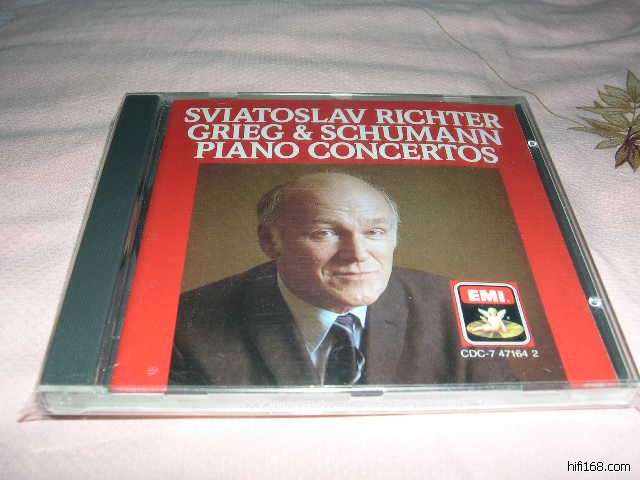 SVIATOSLAV RICHTER
GRIEG & SCHUMANN
PIANO CONCERTOS
EMI
CDC-7 47164 2
hifi168.com